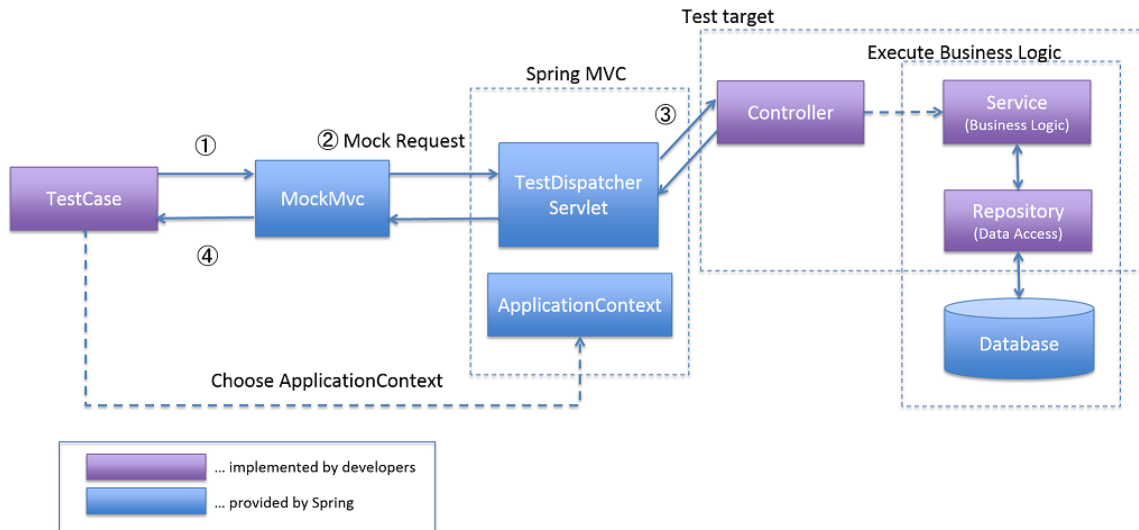 Test target
Execute Business Logic
Spring MVC
③
Controller
Service
(Business Logic)
①
② Mock Request
TestCase
MockMvc
TestDispatcher
Servlet
Repository
(Data Access)
④
ApplicationContext
Database
Choose ApplicationContext
... implemented by developers
... provided by Spring